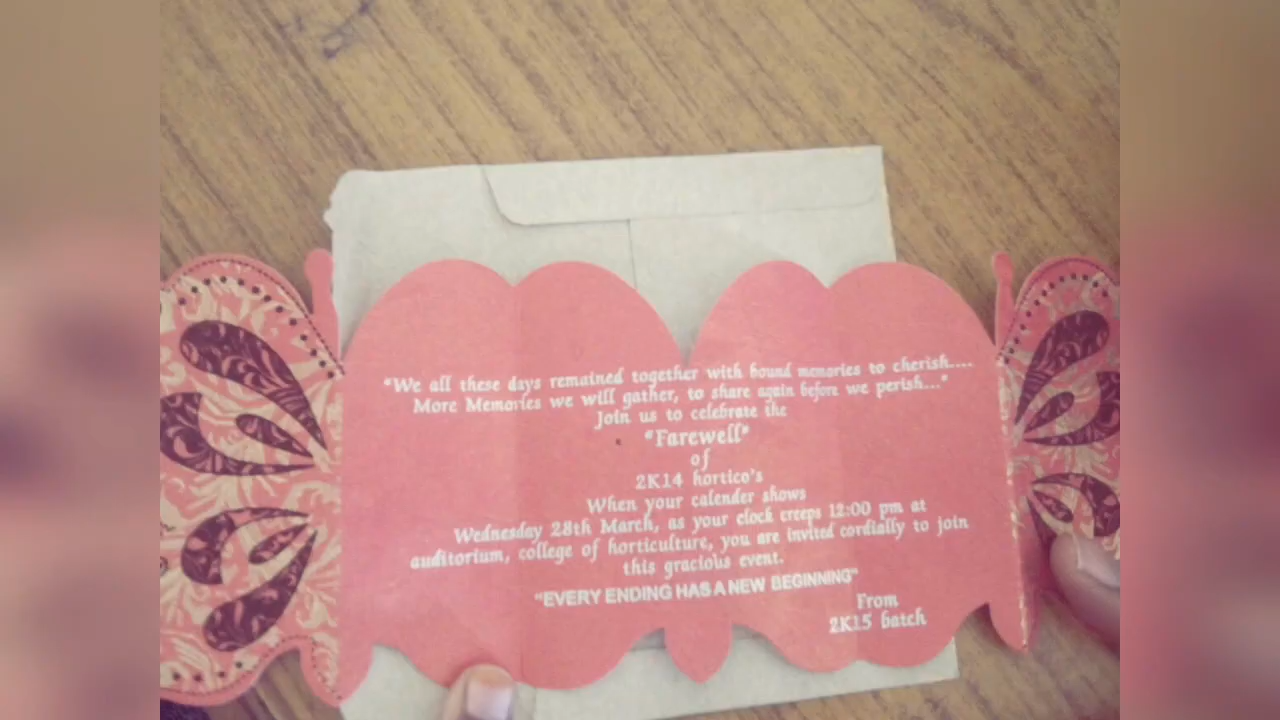 "We all these days remained together with bound memories to cherish....
More Memories we will gather, to share again before we perish..."
Join us to celebrate the
"Farewell"
of
2K14 hortico's
When your calender shows
Wednesday 28th March, as your clock creeps 12:00 pm at
auditorium, college of horticulture, you are invited cordially to join
this gracious event.
"EVERY ENDING HAS A NEW BEGINNING"
From
2K15 batch